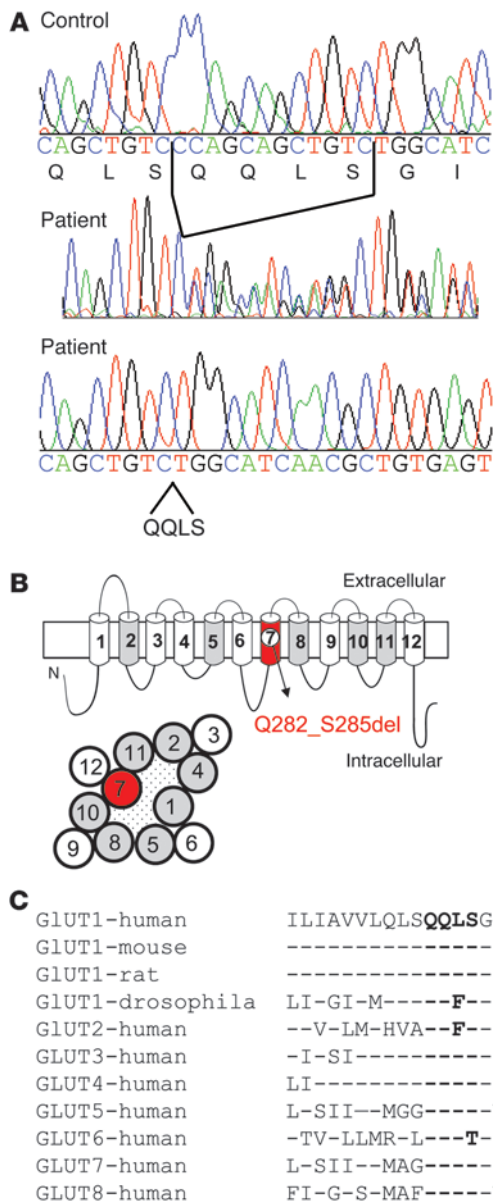 A
Control
CAGCTGTCCCAGCAGCTGTCTGGCATC
Q L S Q Q L S G I
Patient
Patient
CAGCTGTCTGGCATCAACGCTGTGAGT
QQLS
B
Extracellular
1 2 3 4 5 6 7 8 9 10 11 12
N
Q282_S285del
Intracellular
11 2 3
12 7 4
10 1
9 8 5 6
C
GlUT1-human ILIAVVLQLSQQLSG
GlUT1-mouse ---------------
GlUT1-rat ---------------
GlUT1-drosophila LI-GI-M-----F--
GlUT2-human --V-LM-HVA--F--
GLUT3-human -I-SI----------
GLUT4-human LI-------------
GLUT5-human L-SII--MGG-----
GLUT6-human -TV-LLMR-L---T-
GLUT7-human L-SII--MAG-----
GLUT8-human FI-G-S-MAF-----